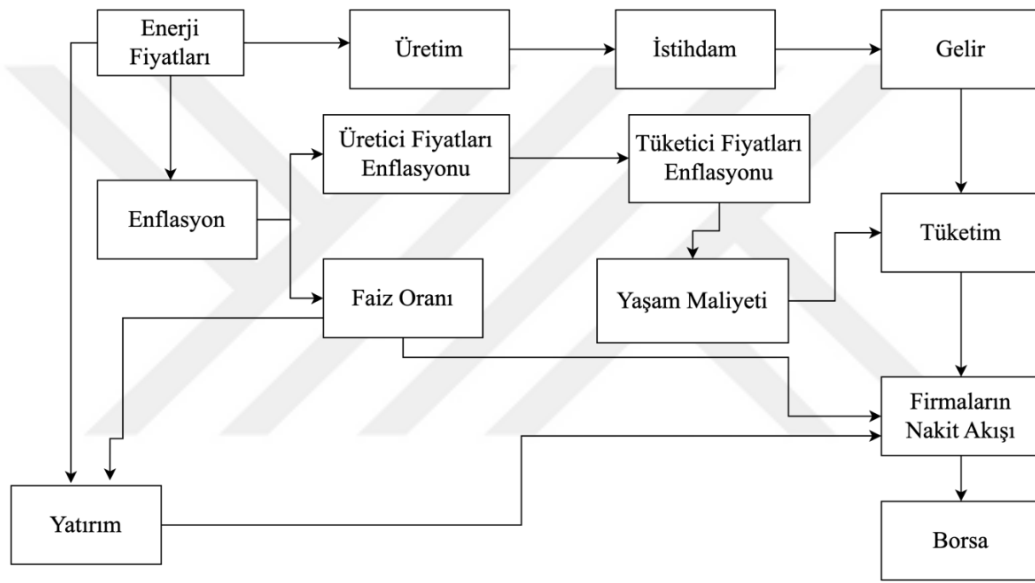 Enerji
Fiyatları
Üretim
İstihdam
Gelir
Üretici Fiyatları
Enflasyonu
Tüketici Fiyatları
Enflasyonu
Enflasyon
Tüketim
Faiz Oranı
Yaşam Maliyeti
Firmaların
Nakit Akışı
Yatırım
Borsa